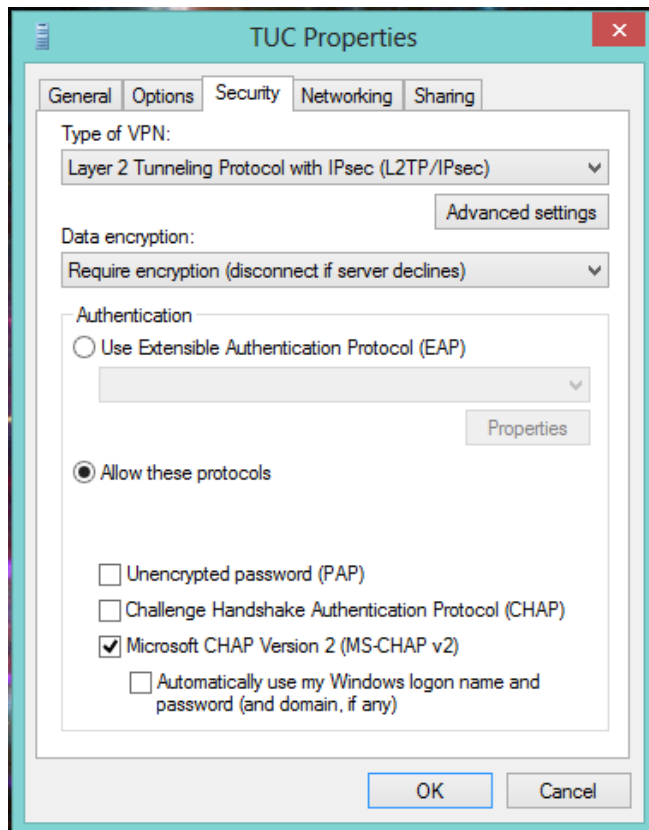 TUC Properties
General Options Security Networking Sharing
Type of VPN:
Layer 2 Tunneling Protocol with IPsec (L2TP/IPsec)
Advanced settings
Data encryption:
Require encryption (disconnect if server declines)
Authentication
Use Extensible Authentication Protocol (EAP)
Properties
Allow these protocols
Unencrypted password (PAP)
Challenge Handshake Authentication Protocol (CHAP)
Microsoft CHAP Version 2 (MS-CHAP v2)
Automatically use my Windows logon name and
password (and domain, if any)
OK Cancel